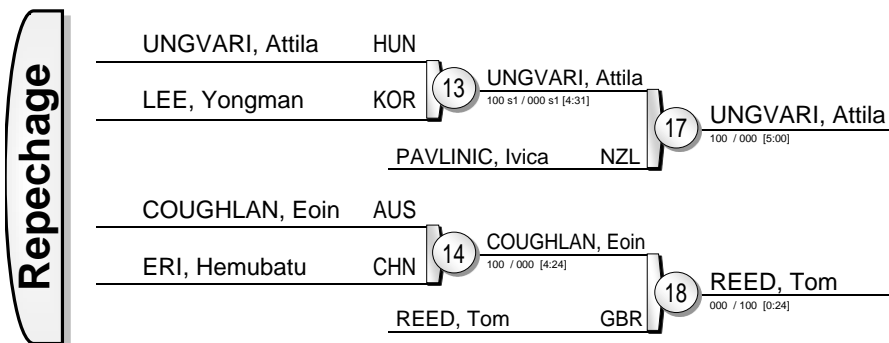 Repechage
UNGVARI, Attila HUN
LEE, Yongman KOR
13
UNGVARI, Attila
100 s1 / 000 s1 [4:31]
PAVLINIC, Ivica NZL
17
UNGVARI, Attila
100 / 000 [5:00]
COUGHLAN, Eoin AUS
ERI, Hemubatu CHN
14
COUGHLAN, Eoin
100 / 000 [4:24]
REED, Tom GBR
18
REED, Tom
000 / 100 [0:24]